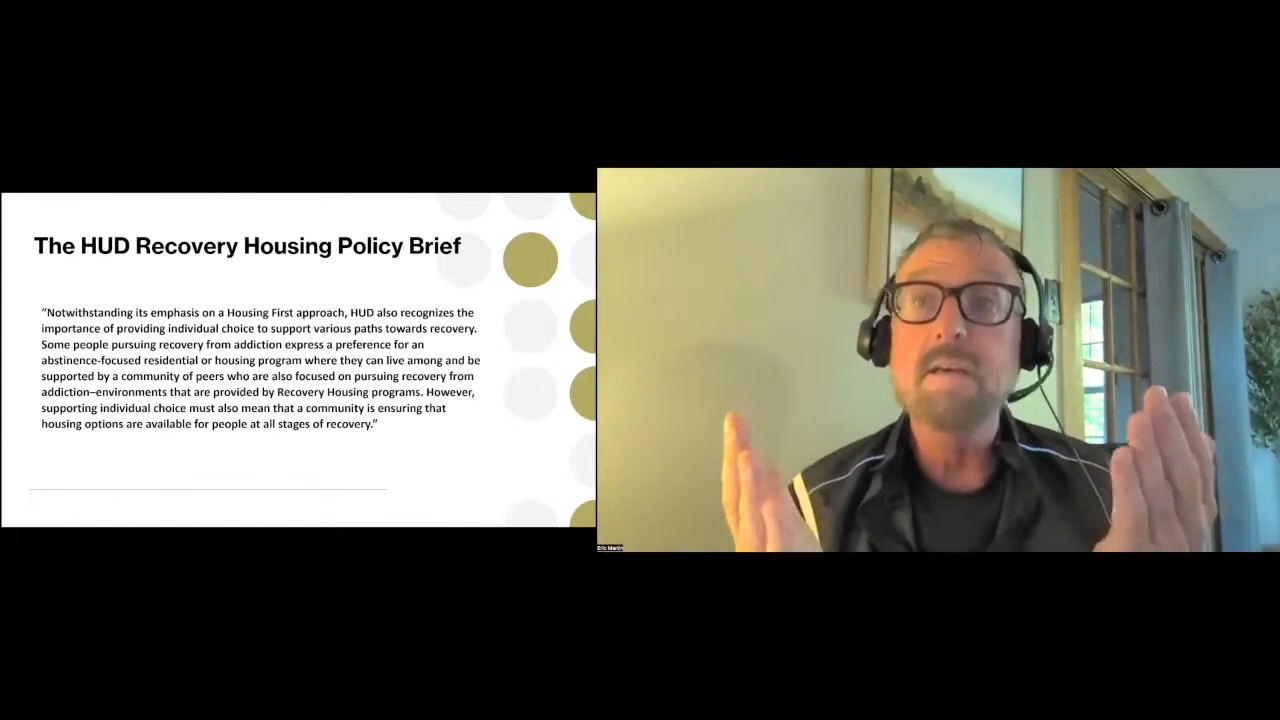 The HUD Recovery Housing Policy Brief
“Notwithstanding its emphasis on a Housing First approach, HUD also recognizes the
importance of providing individual choice to support various paths towards recovery.
Some people pursuing recovery from addiction express a preference for an
abstinence-focused residential or housing program where they can live among and be
supported by a community of peers who are also focused on pursuing recovery from
addiction–environments that are provided by Recovery Housing programs. However,
supporting individual choice must also mean that a community is ensuring that
housing options are available for people at all stages of recovery.”
Eric Martin